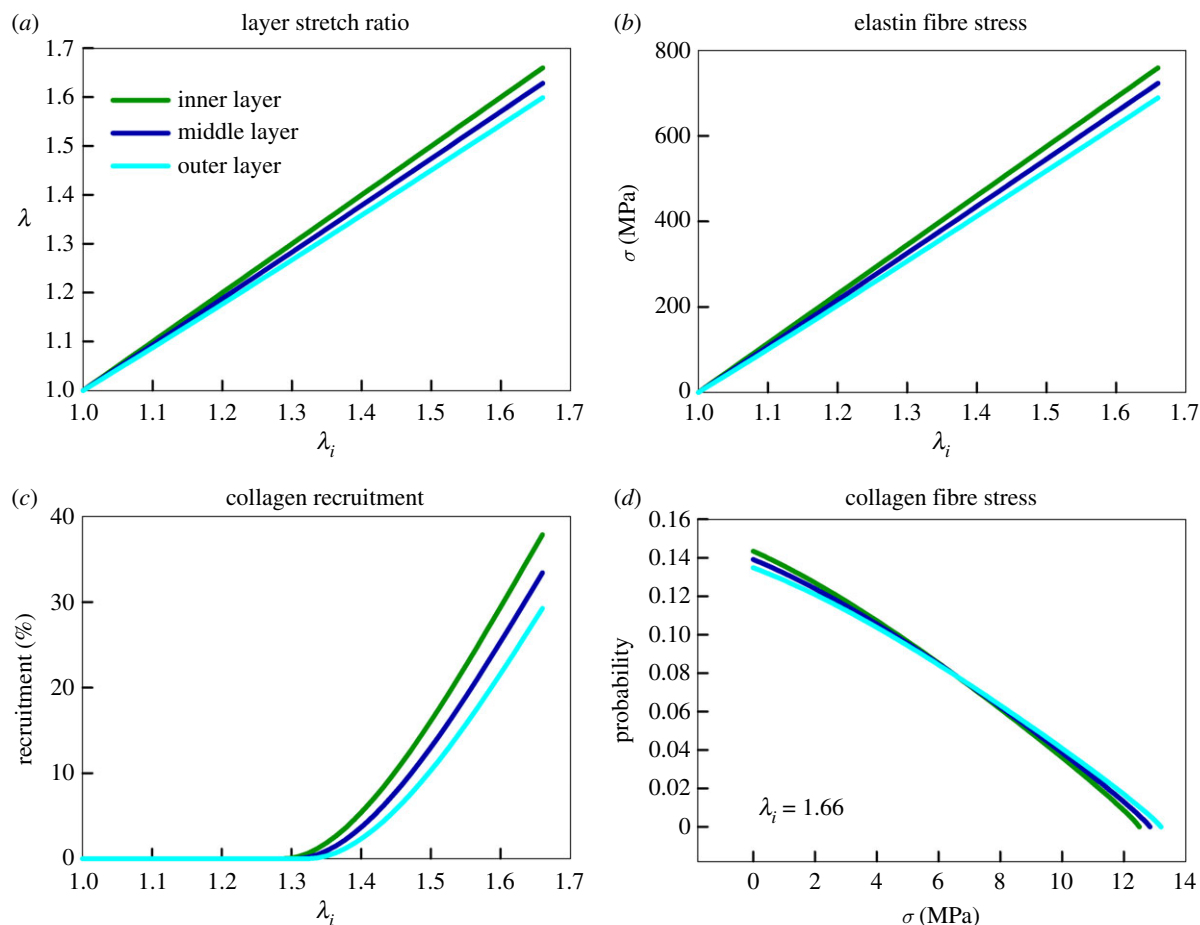 (a) layer stretch ratio
1.7
1.6
1.5
1.4
1.3
1.2
1.1
1.0
λ
inner layer
middle layer
outer layer
1.0 1.1 1.2 1.3 1.4 1.5 1.6 1.7
λi
(b) elastin fibre stress
800
600
400
200
0
σ (MPa)
1.0 1.1 1.2 1.3 1.4 1.5 1.6 1.7
λi
(c) collagen recruitment
40
30
20
10
0
recruitment (%)
1.0 1.1 1.2 1.3 1.4 1.5 1.6 1.7
λi
(d) collagen fibre stress
0.16
0.14
0.12
0.10
0.08
0.06
0.04
0.02
0
probability
λi = 1.66
0 2 4 6 8 10 12 14
σ (MPa)